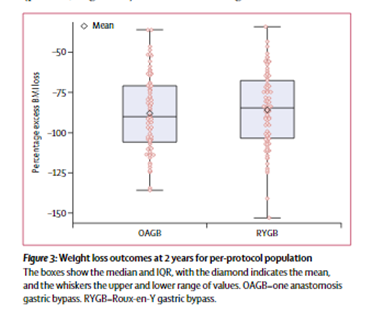 Mean
-50
-75
-100
-125
-150
Percentage excess BMI loss
OAGB
RYGB
Figure 3: Weight loss outcomes at 2 years for per-protocol population
The boxes show the median and IQR, with the diamond indicates the mean,
and the whiskers the upper and lower range of values. OAGB=one anastomosis
gastric bypass. RYGB=Roux-en-Y gastric bypass.